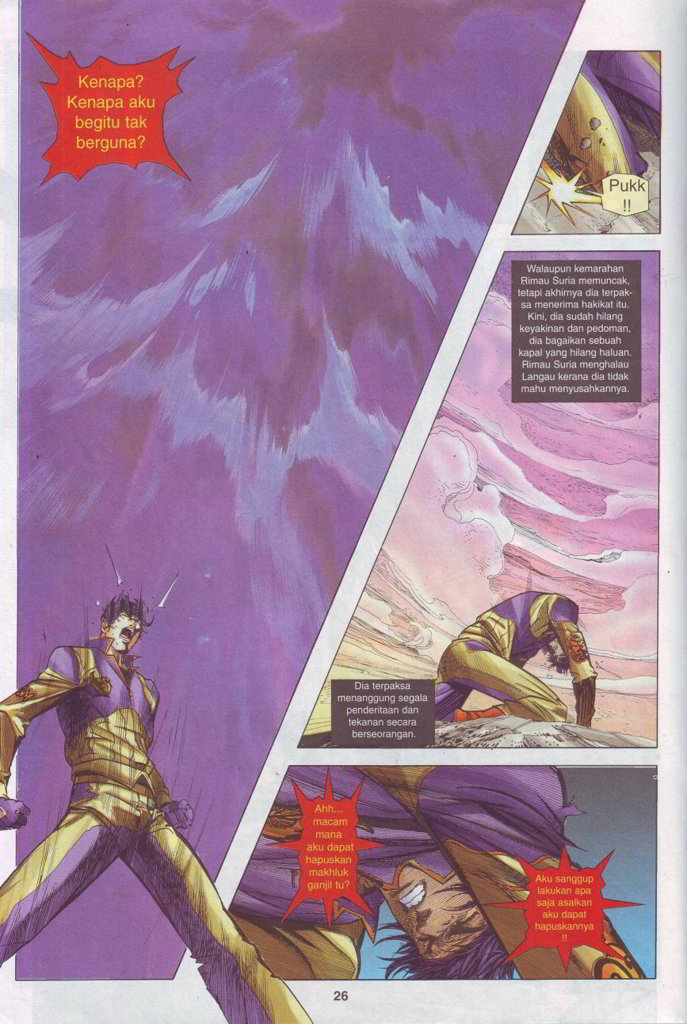 Kenapa?
Kenapa aku
begitu tak
berguna?
Pukk
!!
Walaupun kemarahan
Rimau Suria memuncak,
tetapi akhirnya dia terpak-
sa menerima hakikat itu.
Kini, dia sudah hilang
keyakinan dan pedoman,
dia bagaikan sebuah
kapal yang hilang haluan.
Rimau Suria menghalau
Langau kerana dia tidak
mahu menyusahkannya.
Dia terpaksa
menanggung segala
penderitaan dan
tekanan secara
berseorangan.
Ahh...
macam
mana
aku dapat
hapuskan
makhluk
ganjil tu?
Aku sanggup
lakukan apa
saja asalkan
aku dapat
hapuskannya
!!
26